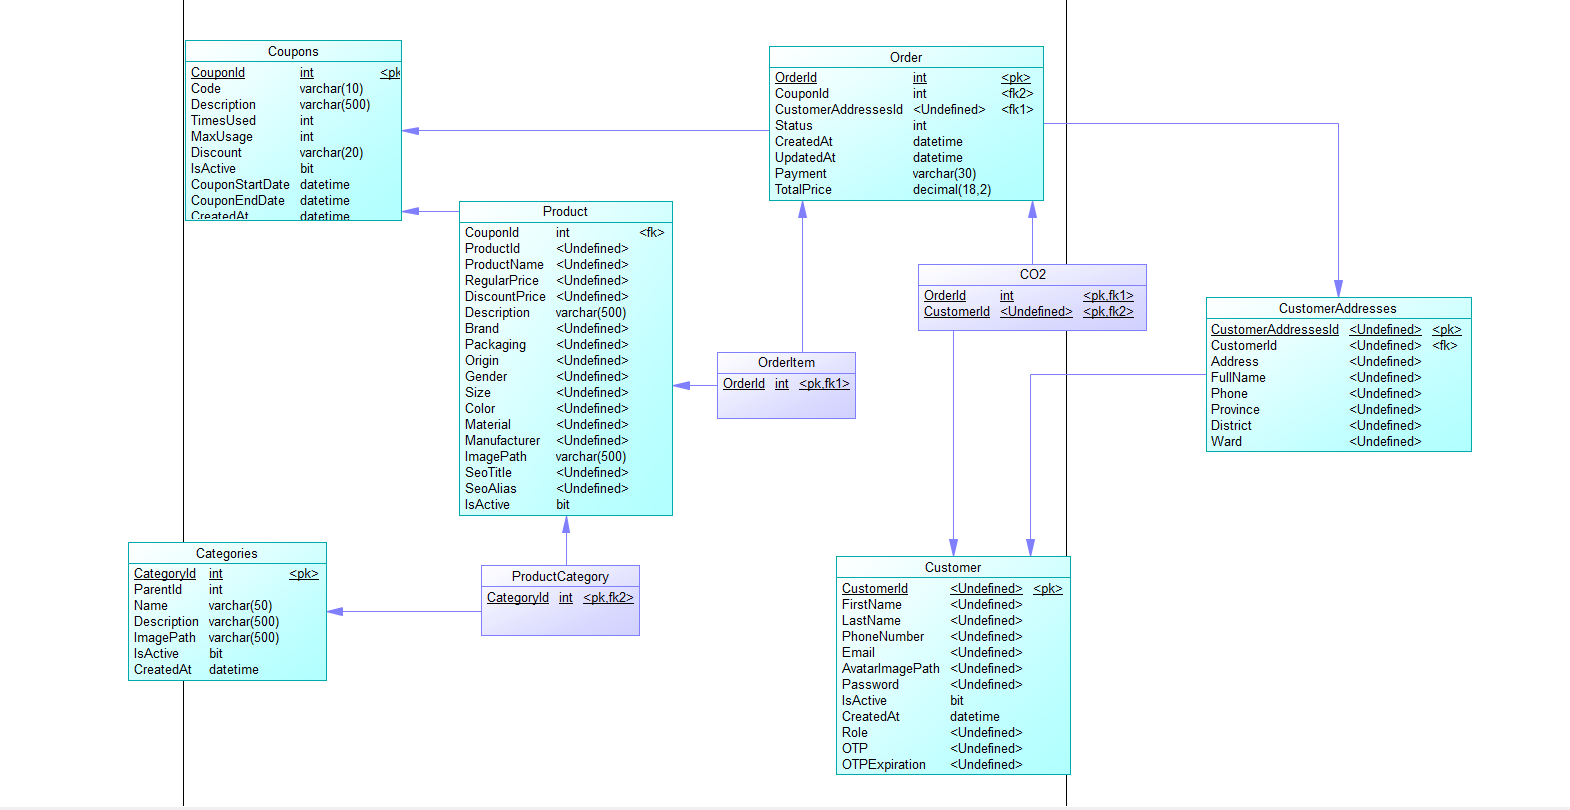 Coupons
CouponId int <pk
Code varchar(10)
Description varchar(500)
TimesUsed int
MaxUsage int
Discount varchar(20)
IsActive bit
CouponStartDate datetime
CouponEndDate datetime
CreatedAt datetime
Order
OrderId int <pk>
CouponId int <fk2>
CustomerAddressesId <Undefined> <fk1>
Status int
CreatedAt datetime
UpdatedAt datetime
Payment varchar(30)
TotalPrice decimal(18,2)
Product
CouponId int <fk>
ProductId <Undefined>
ProductName <Undefined>
RegularPrice <Undefined>
DiscountPrice <Undefined>
Description varchar(500)
Brand <Undefined>
Packaging <Undefined>
Origin <Undefined>
Gender <Undefined>
Size <Undefined>
Color <Undefined>
Material <Undefined>
Manufacturer <Undefined>
ImagePath varchar(500)
SeoTitle <Undefined>
SeoAlias <Undefined>
IsActive bit
CO2
OrderId int <pk,fk1>
CustomerId <Undefined> <pk,fk2>
CustomerAddresses
CustomerAddressesId <Undefined> <pk>
CustomerId <Undefined> <fk>
Address <Undefined>
FullName <Undefined>
Phone <Undefined>
Province <Undefined>
District <Undefined>
Ward <Undefined>
OrderItem
OrderId int <pk,fk1>
Categories
CategoryId int <pk>
ParentId int
Name varchar(50)
Description varchar(500)
ImagePath varchar(500)
IsActive bit
CreatedAt datetime
ProductCategory
CategoryId int <pk,fk2>
Customer
CustomerId <Undefined> <pk>
FirstName <Undefined>
LastName <Undefined>
PhoneNumber <Undefined>
Email <Undefined>
AvatarImagePath <Undefined>
Password <Undefined>
IsActive bit
CreatedAt datetime
Role <Undefined>
OTP <Undefined>
OTPExpiration <Undefined>